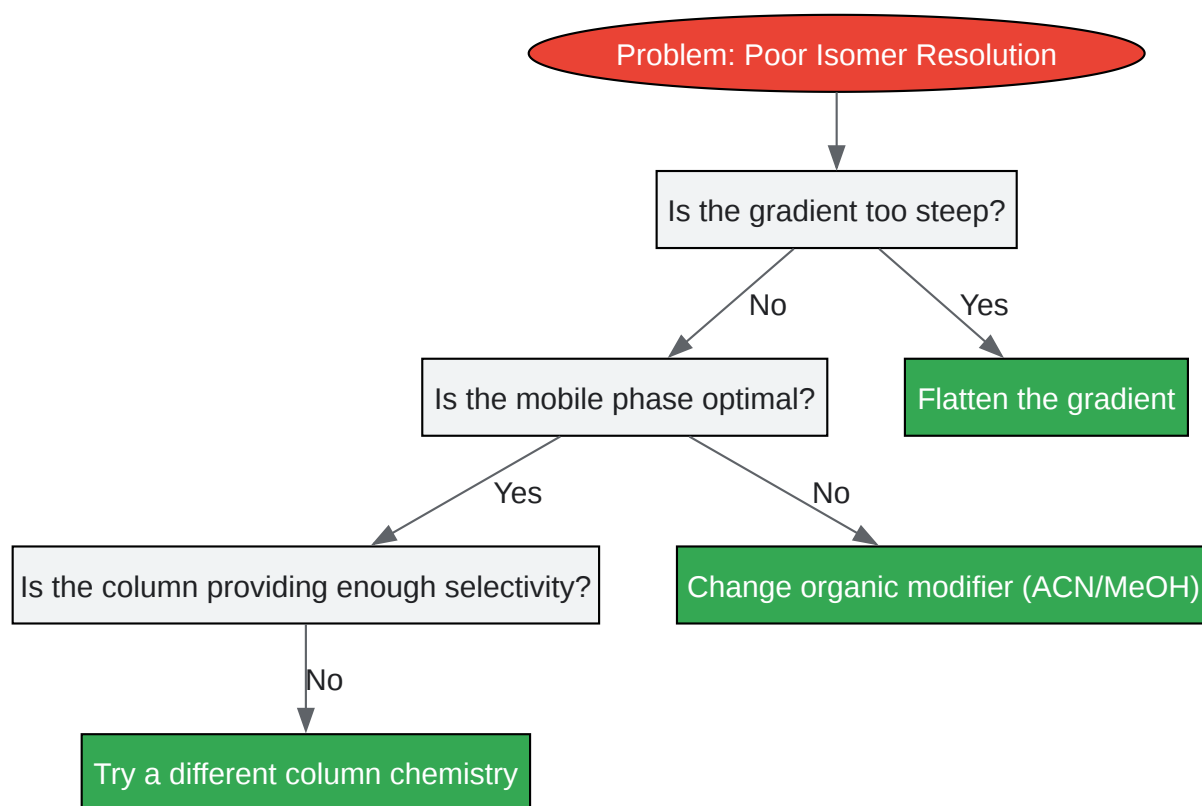 Problem: Poor Isomer Resolution
Is the gradient too steep?
No
Yes
Is the mobile phase optimal?
Flatten the gradient
Yes
No
Is the column providing enough selectivity?
Change organic modifier (ACN/MeOH)
No
Try a different column chemistry